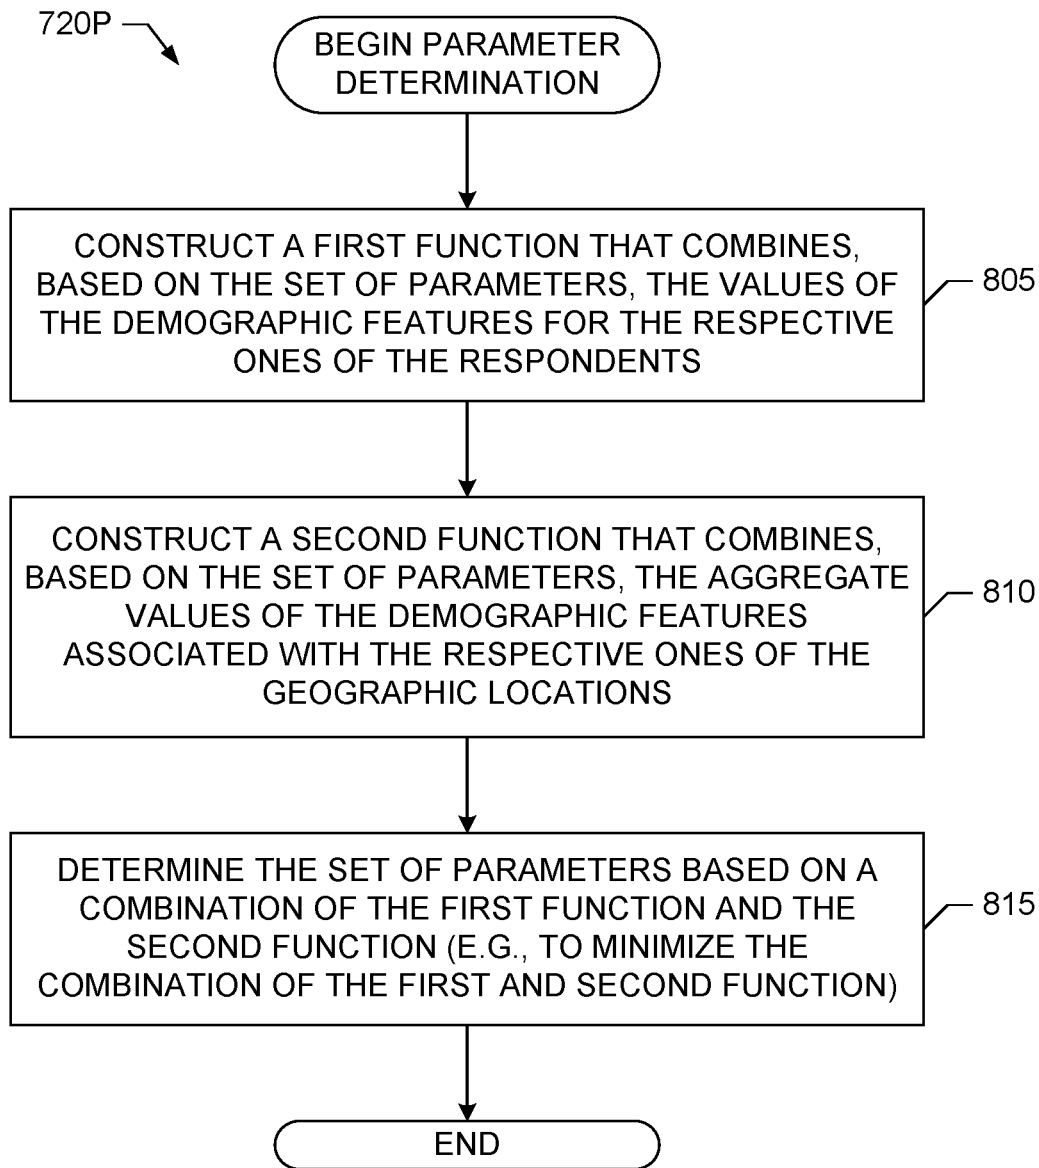 720P
BEGIN PARAMETER
DETERMINATION
CONSTRUCT A FIRST FUNCTION THAT COMBINES,
BASED ON THE SET OF PARAMETERS, THE VALUES OF
THE DEMOGRAPHIC FEATURES FOR THE RESPECTIVE
ONES OF THE RESPONDENTS
805
CONSTRUCT A SECOND FUNCTION THAT COMBINES,
BASED ON THE SET OF PARAMETERS, THE AGGREGATE
VALUES OF THE DEMOGRAPHIC FEATURES
ASSOCIATED WITH THE RESPECTIVE ONES OF THE
GEOGRAPHIC LOCATIONS
810
DETERMINE THE SET OF PARAMETERS BASED ON A
COMBINATION OF THE FIRST FUNCTION AND THE
SECOND FUNCTION (E.G., TO MINIMIZE THE
COMBINATION OF THE FIRST AND SECOND FUNCTION)
815
END